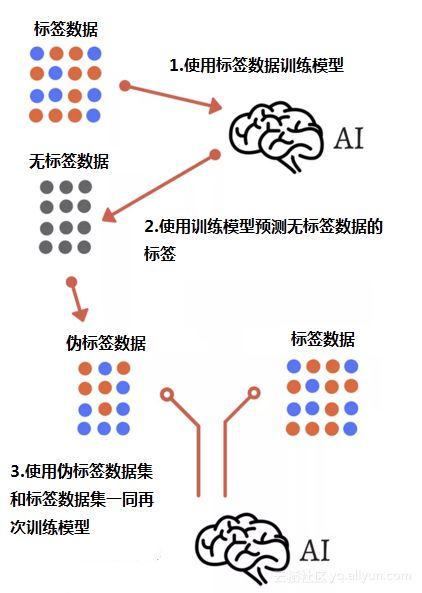 标签数据
1.使用标签数据训练模型
AI
无标签数据
2.使用训练模型预测无标签数据的
标签
伪标签数据
标签数据
3.使用伪标签数据集
和标签数据集一同再
次训练模型
AI
云栖社区 yq.aliyun.com